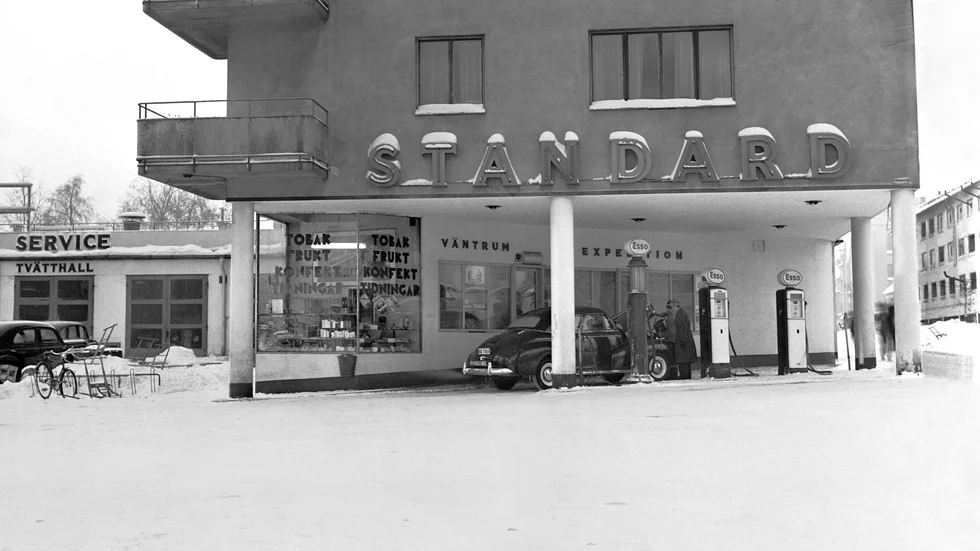 STANDARD
SERVICE
TVÄTTHALL
TOBAK
FRUKT
KONFEKT
TIDNINGAR
TOBAK
FRUKT
KONFEKT
TIDNINGAR
VÄNTRUM
EXPEDITION
Esso
Esso
Esso